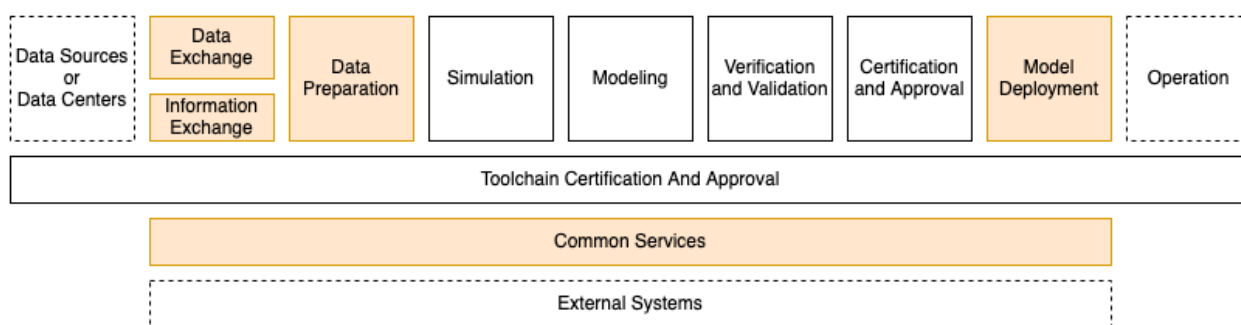 Data Sources
or
Data Centers
Data
Exchange
Information
Exchange
Data
Preparation
Simulation
Modeling
Verification
and Validation
Certification
and Approval
Model
Deployment
Operation
Toolchain Certification And Approval
Common Services
External Systems